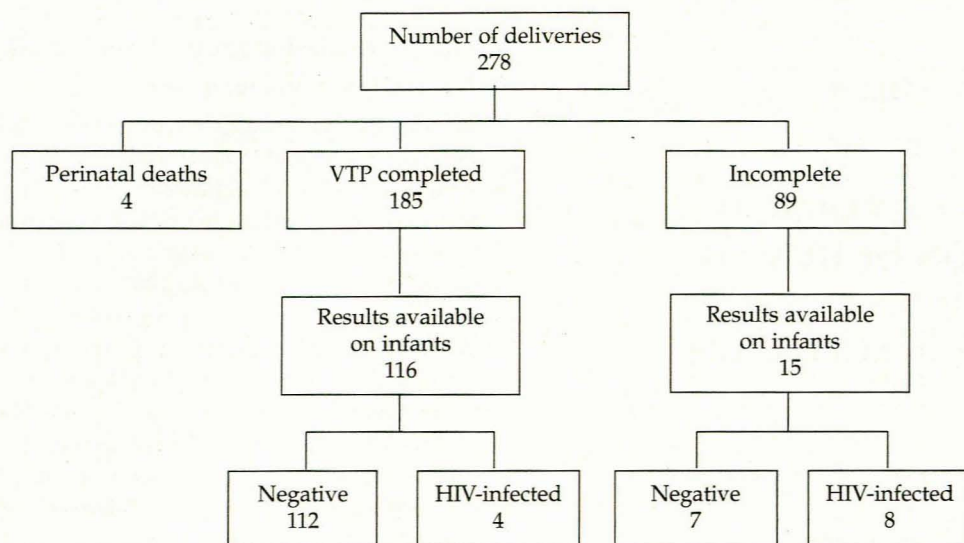 Number of deliveries
278
Perinatal deaths
4
VTP completed
185
Incomplete
89
Results available
on infants
116
Results available
on infants
15
Negative
112
HIV-infected
4
Negative
7
HIV-infected
8